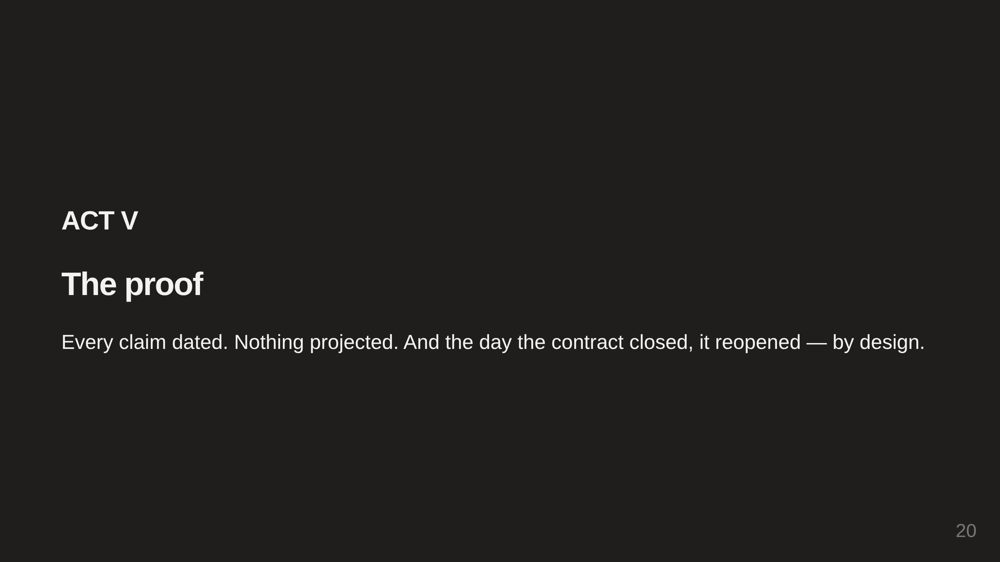 ACT V
The proof
Every claim dated. Nothing projected. And the day the contract closed, it reopened — by design.
20